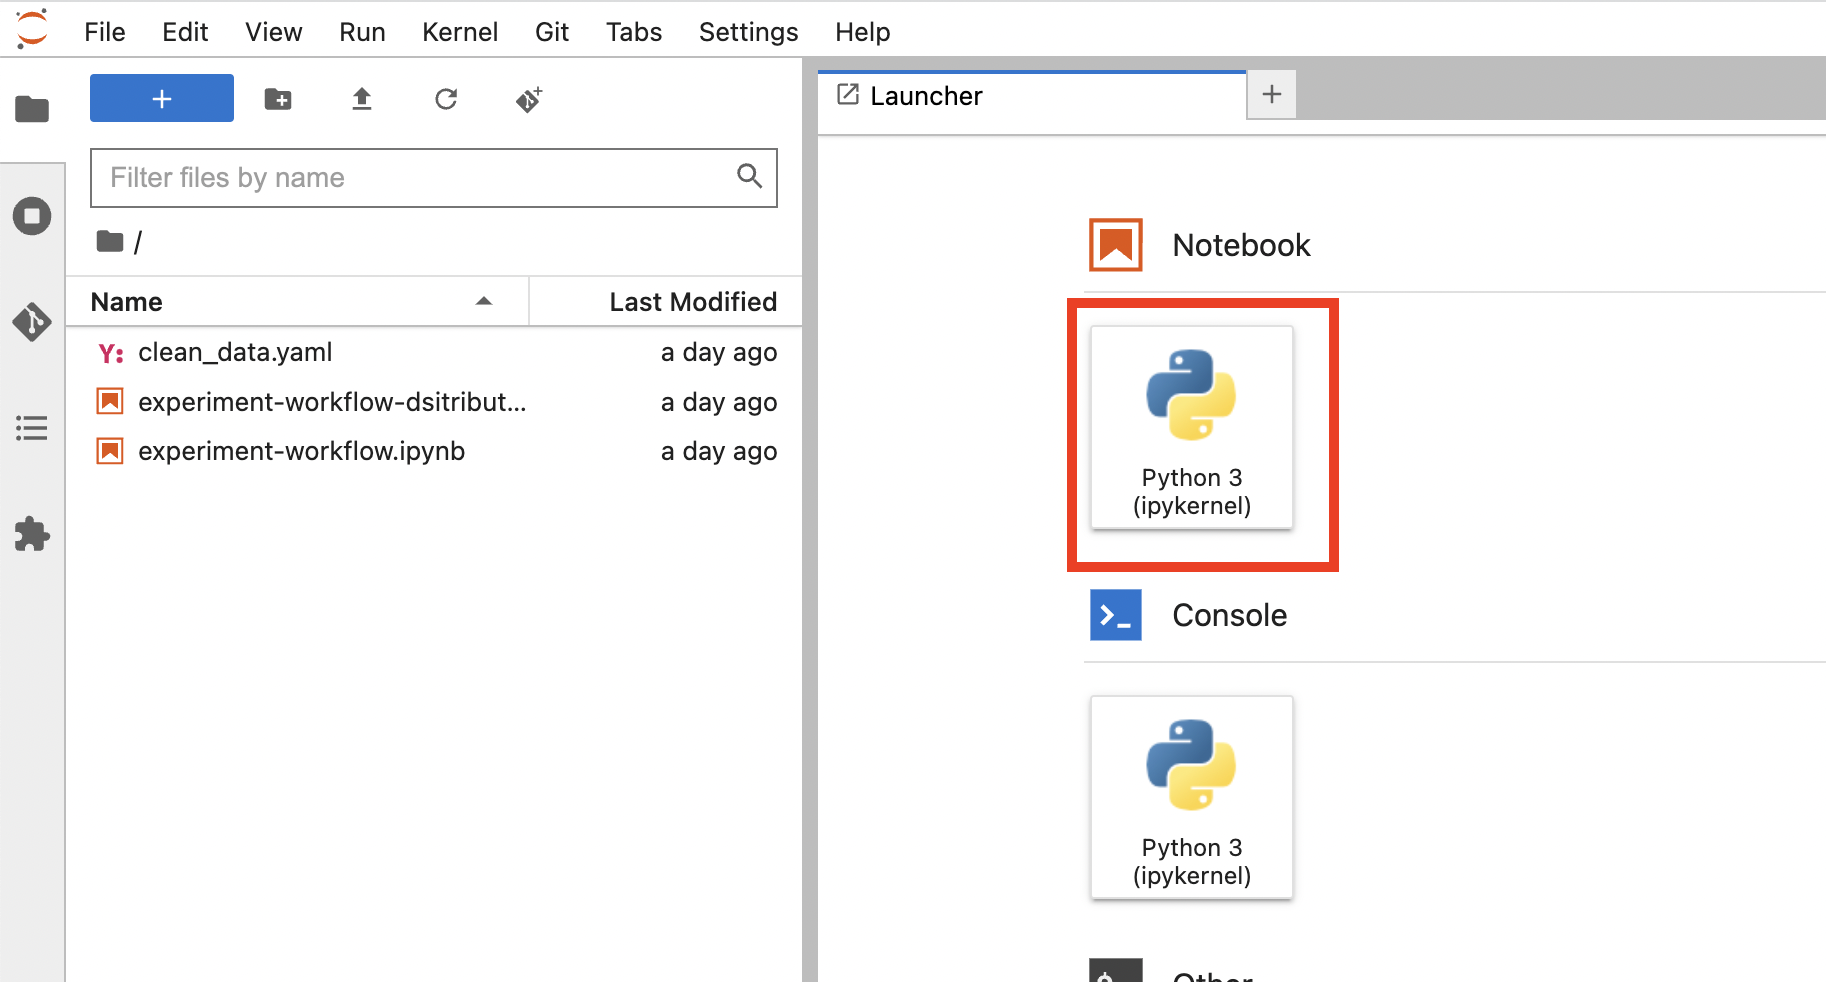 File Edit View Run Kernel Git Tabs Settings Help
Filter files by name
/
Name Last Modified
Y: clean_data.yaml a day ago
experiment-workflow-dsitribut... a day ago
experiment-workflow.ipynb a day ago
Launcher
Notebook
Python 3
(ipykernel)
Console
Python 3
(ipykernel)
Other